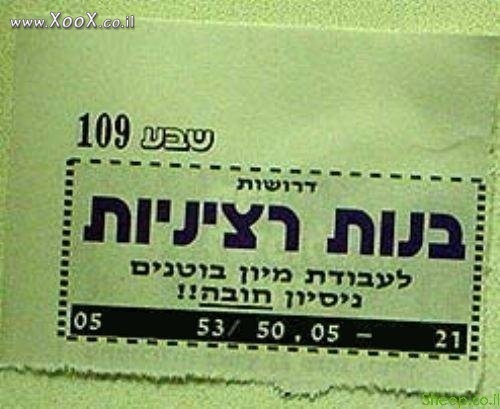 www.XooX.co.il
שבע 109
דרושות
בנות רציניות
לעבודת מיון בוטנים
ניסיון חובה!!
05 53/ 50 , 05 – 21
Sheee.co.il